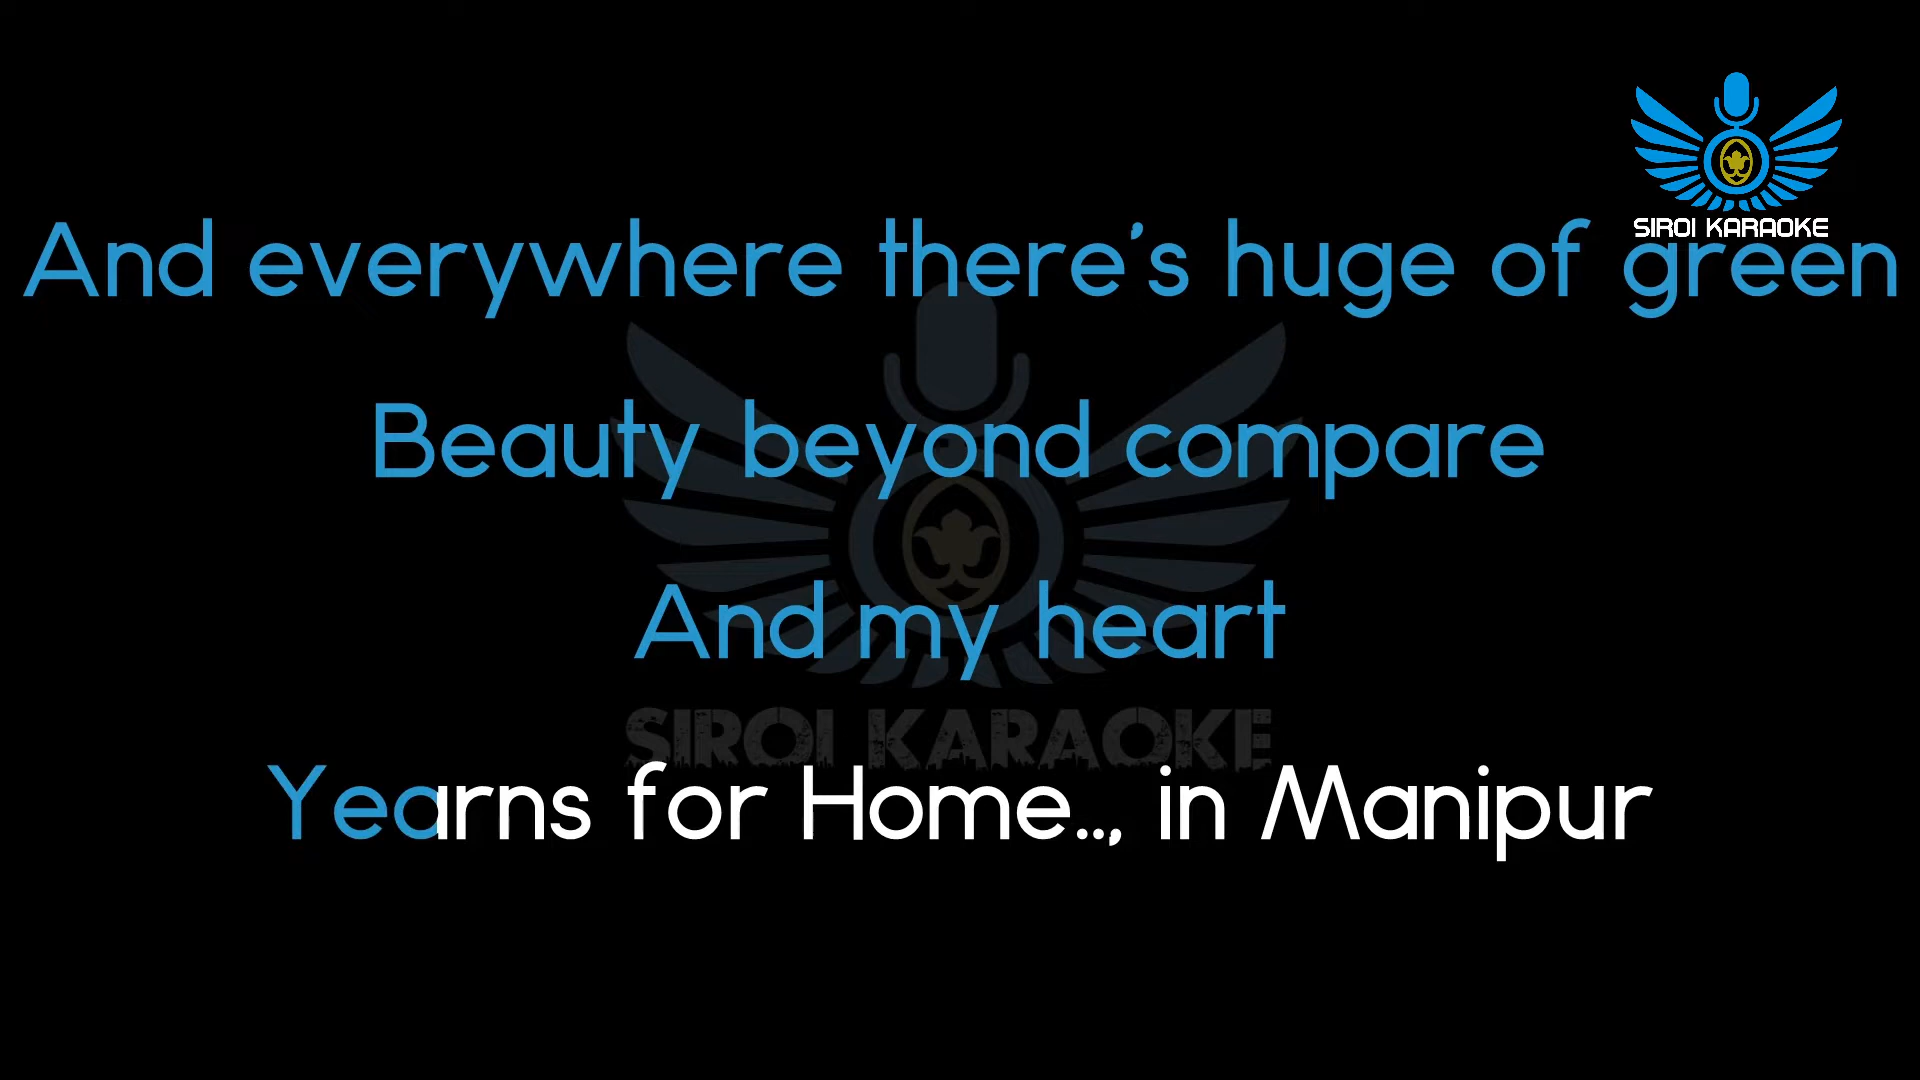 SIROI KARAOKE
And everywhere there's huge of green
Beauty beyond compare
And my heart
SIROI KARAOKE
Yearns for Home.., in Manipur